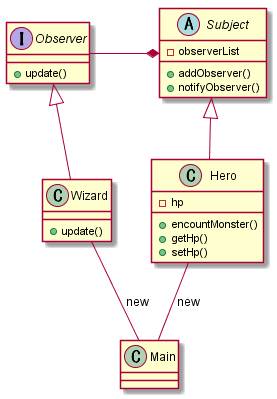 I Observer
update()
A Subject
observerList
addObserver()
notifyObserver()
C Wizard
update()
C Hero
hp
encountMonster()
getHp()
setHp()
new
new
C Main